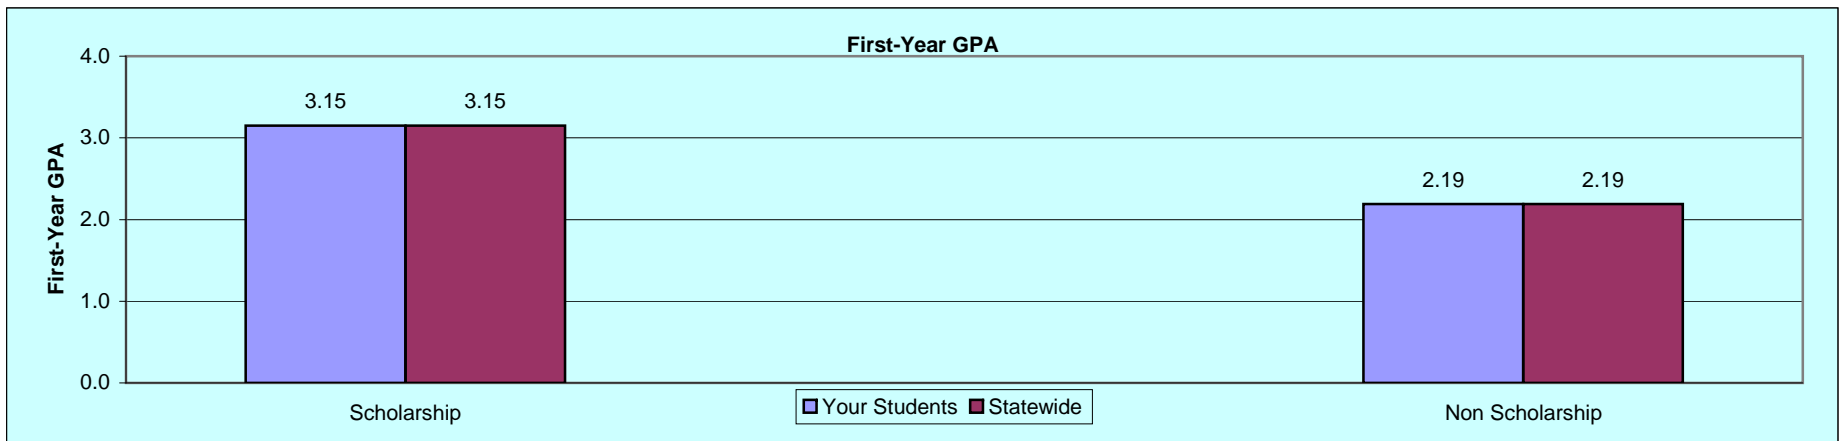 First-Year GPA
4.0
3.0
2.0
1.0
0.0
First-Year GPA
3.15 3.15
2.19 2.19
Scholarship
Non Scholarship
Your Students Statewide